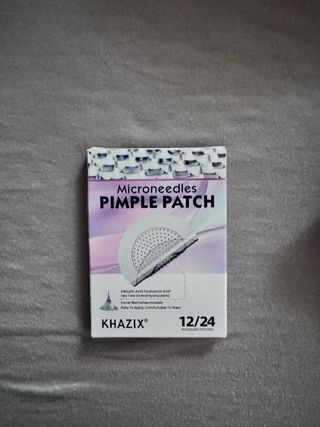 Microneedles
PIMPLE PATCH
Salicylic Acid, Hyaluronic Acid
Tea Tree Oil And Hydrocolloid
Cover Blemishes Invisibly
Easy To Apply, Comfortable To Wear
KHAZIX®
12/24